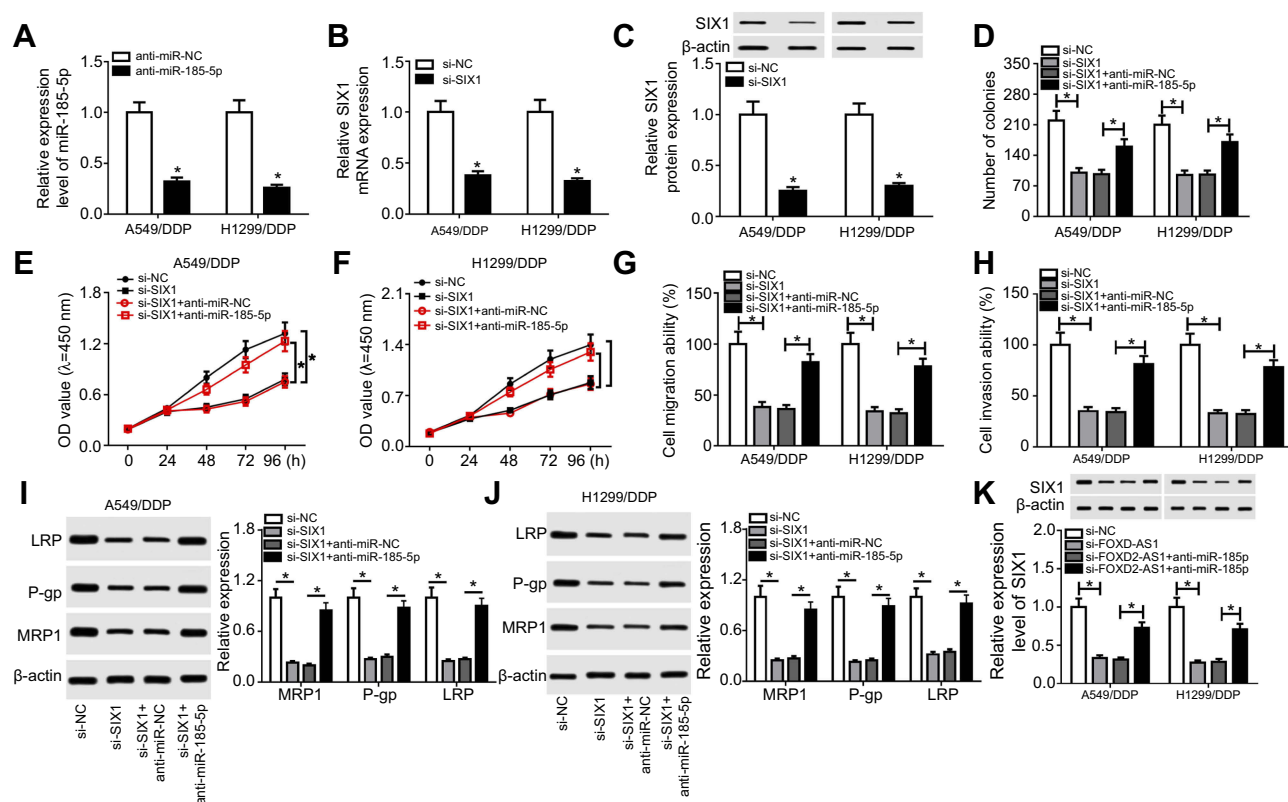 A
Relative expression
level of miR-185-5p
anti-miR-NC
anti-miR-185-5p
1.5
1.0
0.5
0.0
*
*
A549/DDP
H1299/DDP
B
Relative SIX1
mRNA expression
si-NC
si-SIX1
1.5
1.0
0.5
0.0
*
*
A549/DDP
H1299/DDP
C
SIX1
β-actin
Relative SIX1
protein expression
si-NC
si-SIX1
1.5
1.0
0.5
0.0
*
*
A549/DDP
H1299/DDP
D
Number of colonies
si-NC
si-SIX1
si-SIX1+anti-miR-NC
si-SIX1+anti-miR-185-5p
350
280
210
140
70
0
*
*
*
*
A549/DDP
H1299/DDP
E
A549/DDP
OD value (λ=450 nm)
si-NC
si-SIX1
si-SIX1+anti-miR-NC
si-SIX1+anti-miR-185-5p
1.8
1.2
0.6
0.0
*
*
0 24 48 72 96 (h)
F
H1299/DDP
OD value (λ=450 nm)
si-NC
si-SIX1
si-SIX1+anti-miR-NC
si-SIX1+anti-miR-185-5p
2.1
1.4
0.7
0.0
0 24 48 72 96 (h)
G
Cell migration ability (%)
si-NC
si-SIX1
si-SIX1+anti-miR-NC
si-SIX1+anti-miR-185-5p
150
100
50
0
*
*
*
*
A549/DDP
H1299/DDP
H
Cell invasion ability (%)
si-NC
si-SIX1
si-SIX1+anti-miR-NC
si-SIX1+anti-miR-185-5p
150
100
50
0
*
*
*
*
A549/DDP
H1299/DDP
I
A549/DDP
LRP
P-gp
MRP1
β-actin
si-NC
si-SIX1
si-SIX1+
anti-miR-NC
si-SIX1+
anti-miR-185-5p
Relative expression
si-NC
si-SIX1
si-SIX1+anti-miR-NC
si-SIX1+anti-miR-185-5p
1.8
1.2
0.6
0.0
*
*
*
*
*
*
MRP1
P-gp
LRP
J
H1299/DDP
LRP
P-gp
MRP1
β-actin
si-NC
si-SIX1
si-SIX1+
anti-miR-NC
si-SIX1+
anti-miR-185-5p
Relative expression
si-NC
si-SIX1
si-SIX1+anti-miR-NC
si-SIX1+anti-miR-185-5p
1.8
1.2
0.6
0.0
*
*
*
*
*
*
MRP1
P-gp
LRP
K
SIX1
β-actin
Relative expression
level of SIX1
si-NC
si-FOXD-AS1
si-FOXD2-AS1+anti-miR-185p
si-FOXD2-AS1+anti-miR-185p
2.0
1.5
1.0
0.5
0.0
*
*
*
*
A549/DDP
H1299/DDP